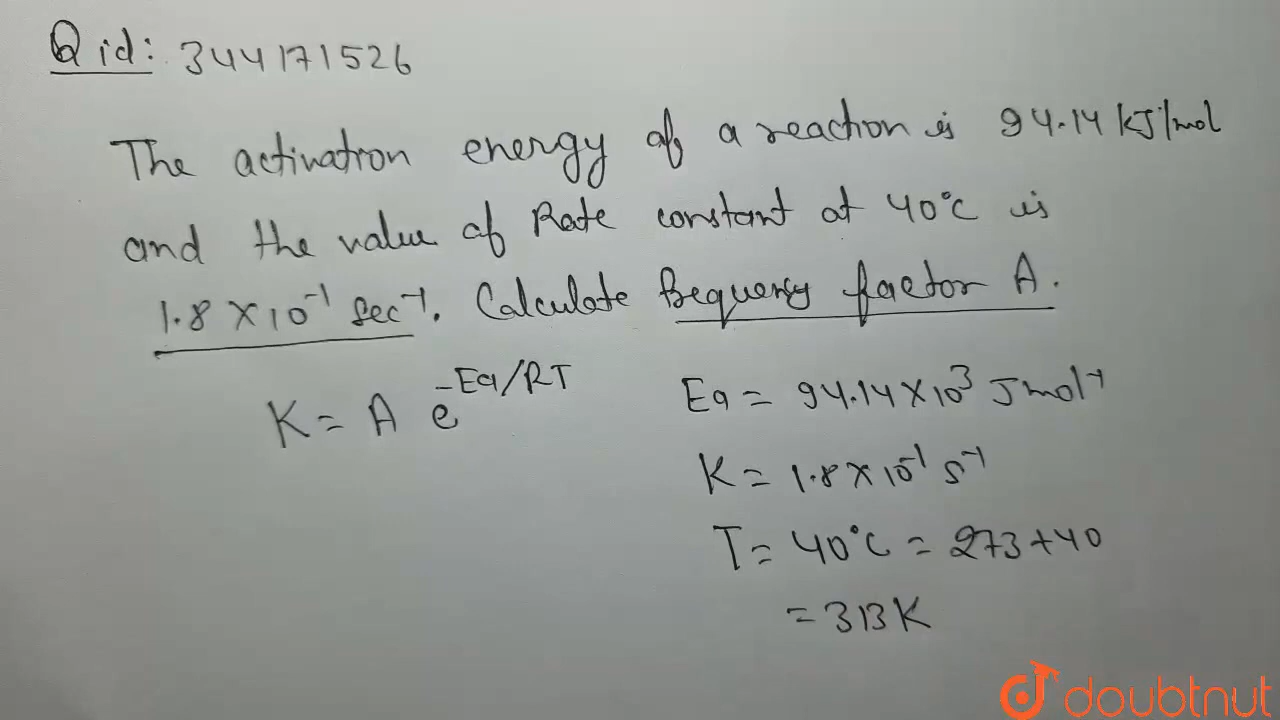 Q id: 344171526
The activation energy of a reaction is 94.14 kJ/mol
and the value of Rate constant at 40°C is
1.8 × 10⁻¹ sec⁻¹. Calculate frequency factor A.
K = A e^-Ea/RT
Ea = 94.14 × 10³ J mol⁻¹
K = 1.8 × 10⁻¹ s⁻¹
T = 40°C = 273 + 40
= 313 K
doubtnut